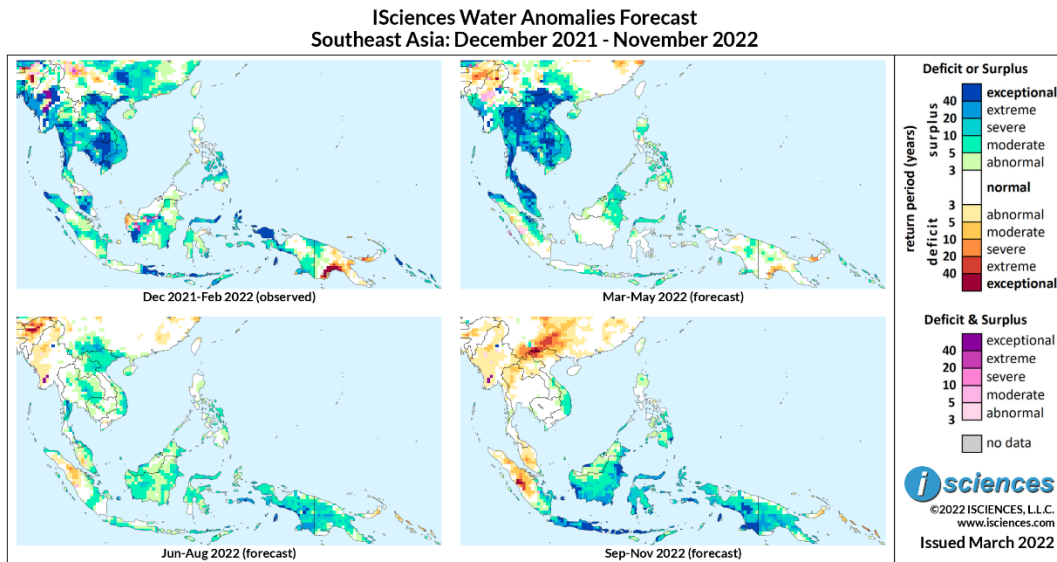 ISciences Water Anomalies Forecast
Southeast Asia: December 2021 - November 2022
Dec 2021-Feb 2022 (observed)
Mar-May 2022 (forecast)
Jun-Aug 2022 (forecast)
Sep-Nov 2022 (forecast)
Deficit or Surplus
return period (years)
surplus
deficit
exceptional
40
extreme
20
severe
10
moderate
5
abnormal
3
normal
3
abnormal
5
moderate
10
severe
20
extreme
40
exceptional
Deficit & Surplus
exceptional
40
extreme
20
severe
10
moderate
5
abnormal
3
no data
i sciences
©2022 ISCIENCES, L.L.C.
www.isciences.com
Issued March 2022